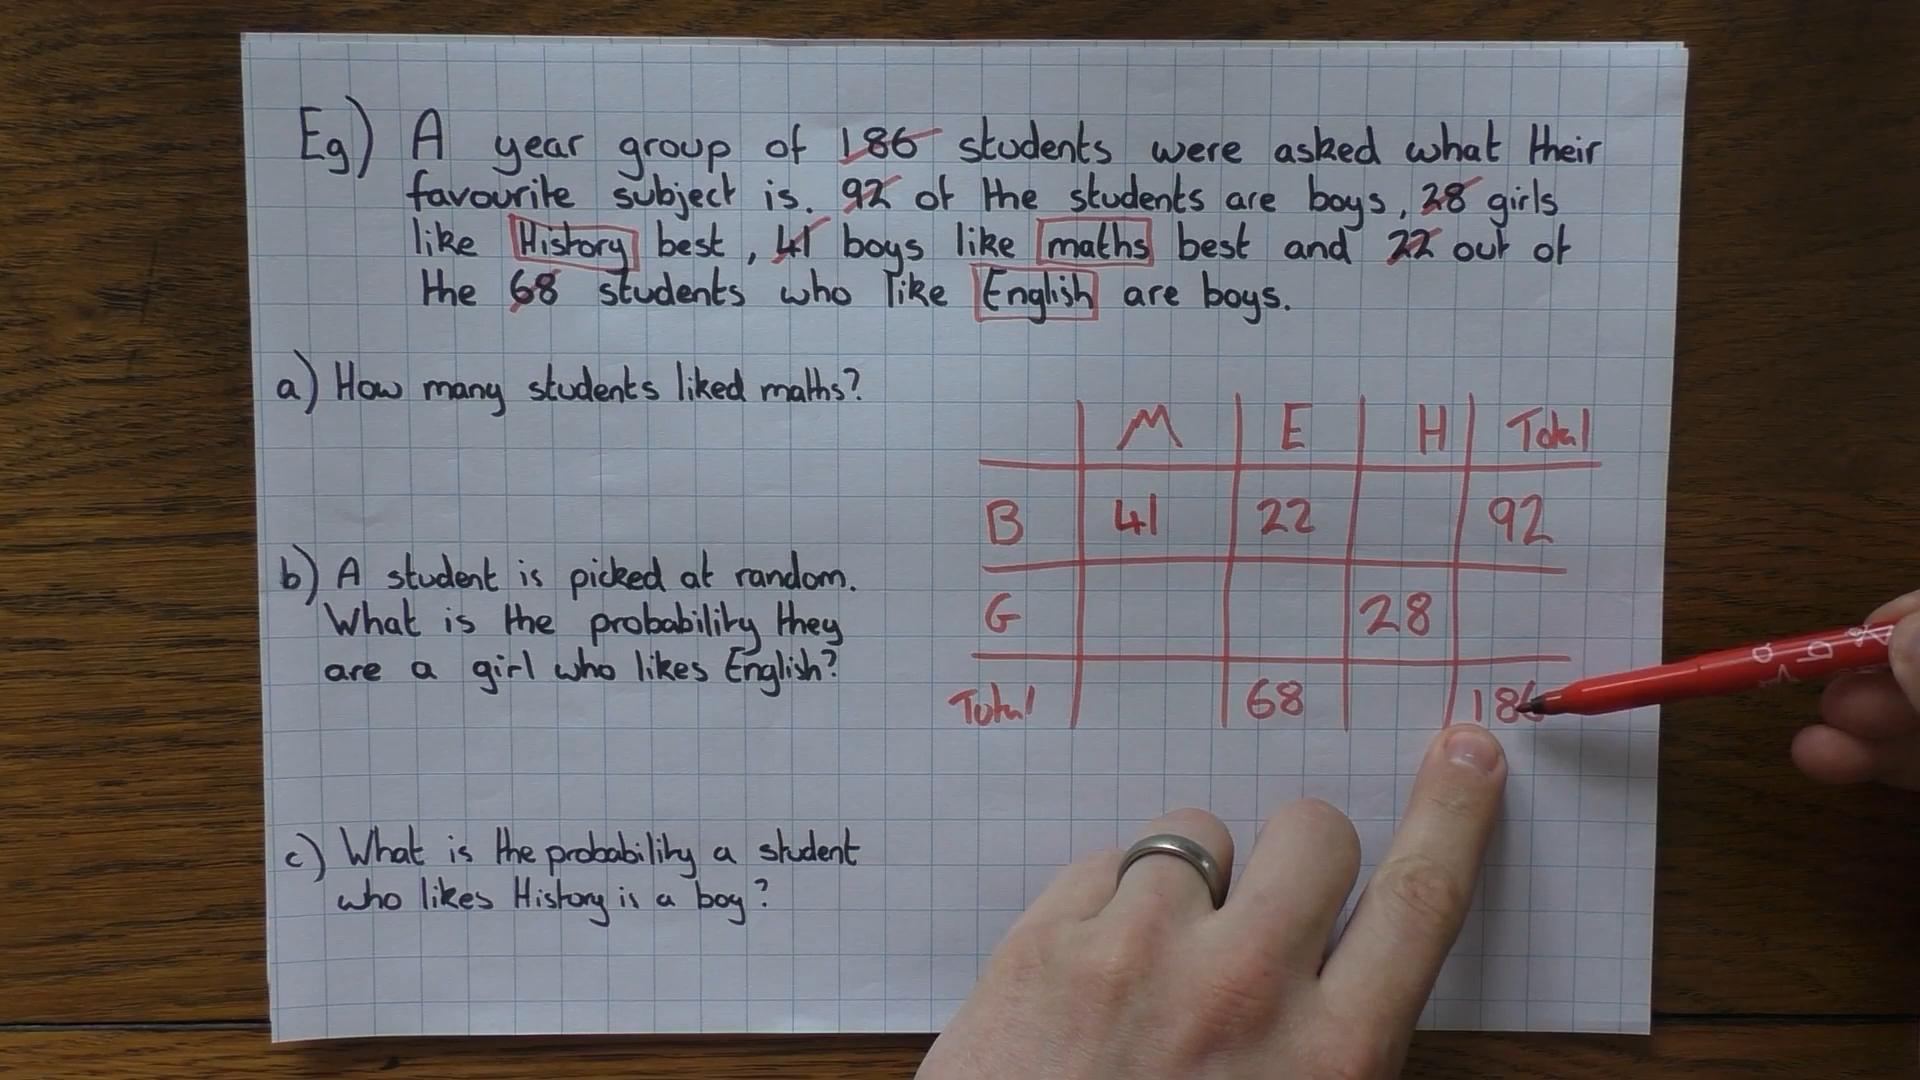 Eg) A year group of 186 students were asked what their
favourite subject is. 92 of the students are boys, 28 girls
like History best, 41 boys like maths best and 22 out of
the 68 students who like English are boys.
a) How many students liked maths?
M E H Total
B 41 22 92
G 28
Total 68 186
b) A student is picked at random.
What is the probability they
are a girl who likes English?
c) What is the probability a student
who likes History is a boy?